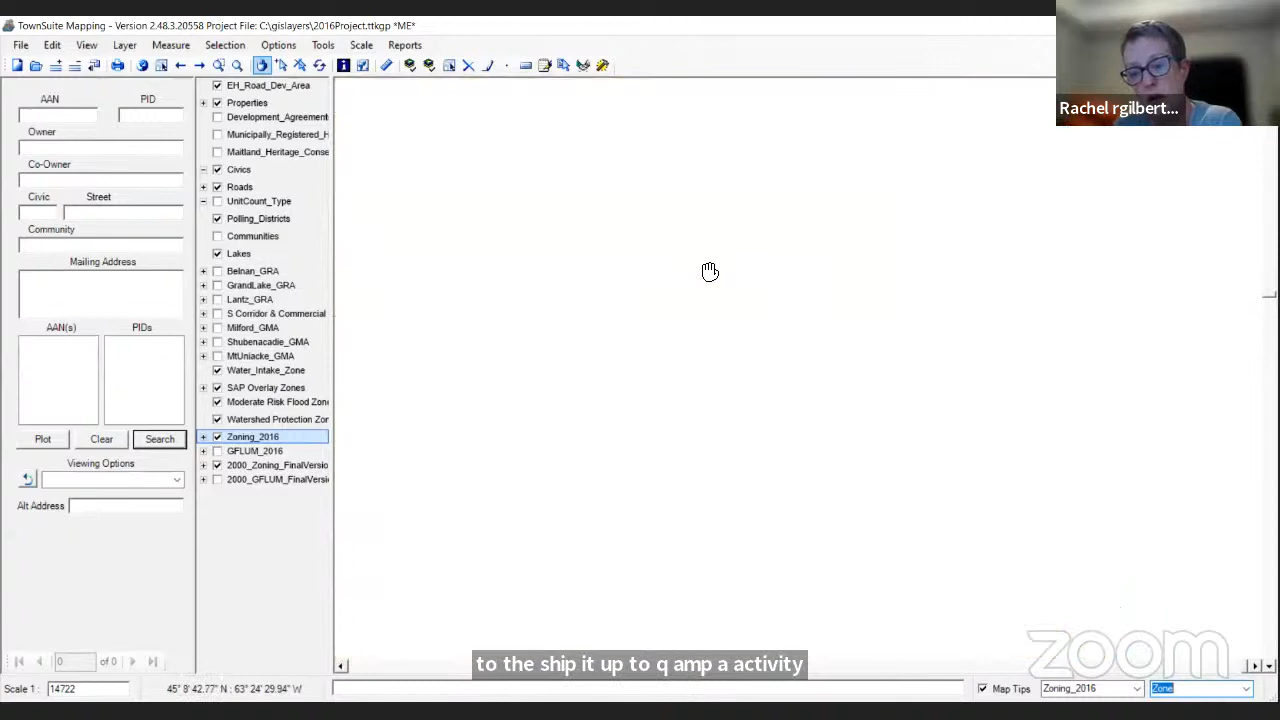 TownSuite Mapping - Version 2.48.3.20558 Project File: C:\gislayers\2016Project.ttkgp *ME*
File Edit View Layer Measure Selection Options Tools Scale Reports
Rachel rgilbert...
AAN PID
Owner
Co-Owner
Civic Street
Community
Mailing Address
AAN(s) PIDs
Plot Clear Search
Viewing Options
Alt Address
EH_Road_Dev_Area
Properties
Development_Agreement
Municipally_Registered_H
Maitland_Heritage_Conse
Civics
Roads
UnitCount_Type
Polling_Districts
Communities
Lakes
Belnan_GRA
GrandLake_GRA
Lantz_GRA
S Corridor & Commercial
Milford_GMA
Shubenacadie_GMA
MtUniacke_GMA
Water_Intake_Zone
SAP Overlay Zones
Moderate Risk Flood Zone
Watershed Protection Zon
Zoning_2016
GFLUM_2016
2000_Zoning_FinalVersio
2000_GFLUM_FinalVersi
to the ship it up to q amp a activity
zoom
0 of 0
Scale 1 : 14722 45° 8' 42.77" N : 63° 24' 29.94" W Map Tips Zoning_2016 Zone